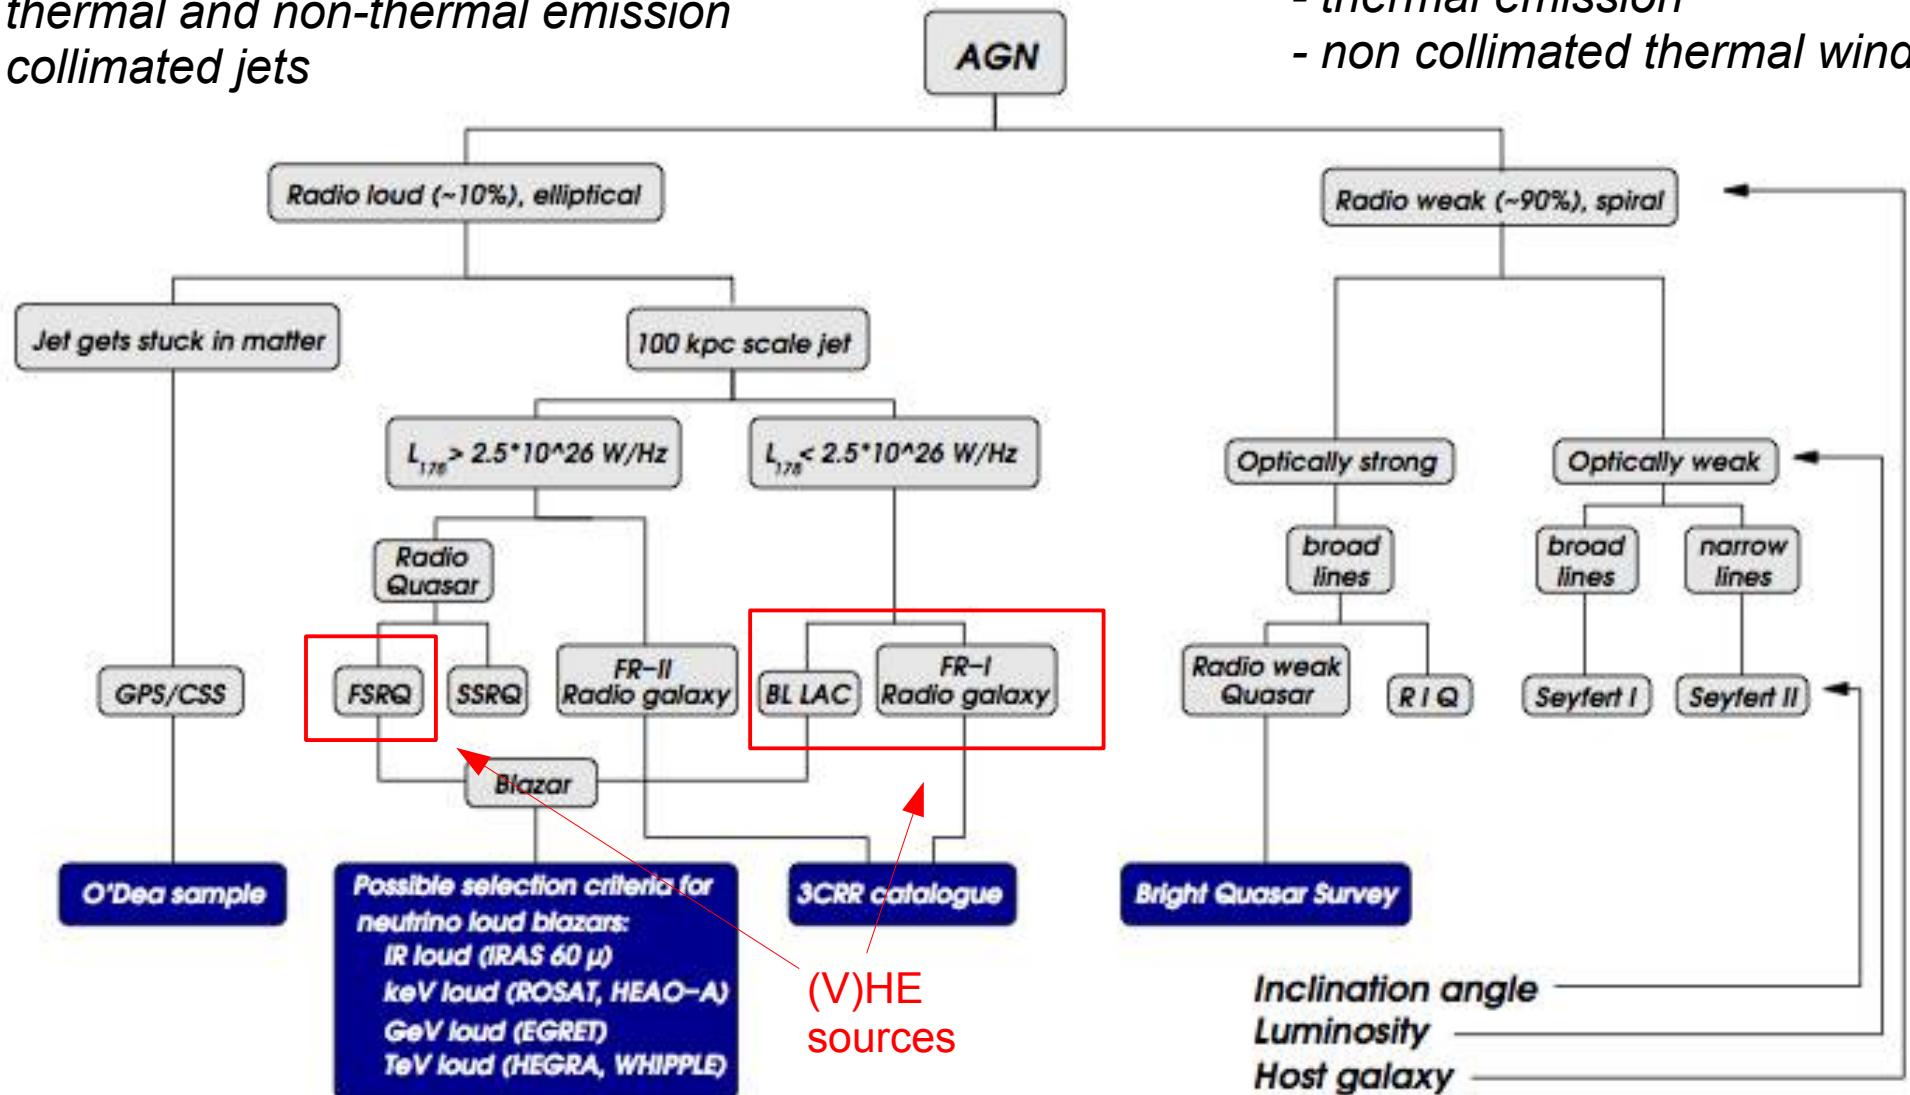 thermal and non-thermal emission
collimated jets
- thermal emission
- non collimated thermal wind
AGN
Radio loud (~10%), elliptical
Radio weak (~90%), spiral
Jet gets stuck in matter
100 kpc scale jet
L178 > 2.5*10^26 W/Hz
L178 < 2.5*10^26 W/Hz
Optically strong
Optically weak
Radio
Quasar
broad
lines
broad
lines
narrow
lines
GPS/CSS
FSRQ
SSRQ
FR-II
Radio galaxy
BL LAC
FR-I
Radio galaxy
Radio weak
Quasar
R I Q
Seyfert I
Seyfert II
Blazar
O'Dea sample
Possible selection criteria for
neutrino loud blazars:
IR loud (IRAS 60 μ)
keV loud (ROSAT, HEAO-A)
GeV loud (EGRET)
TeV loud (HEGRA, WHIPPLE)
3CRR catalogue
Bright Quasar Survey
(V)HE
sources
Inclination angle
Luminosity
Host galaxy